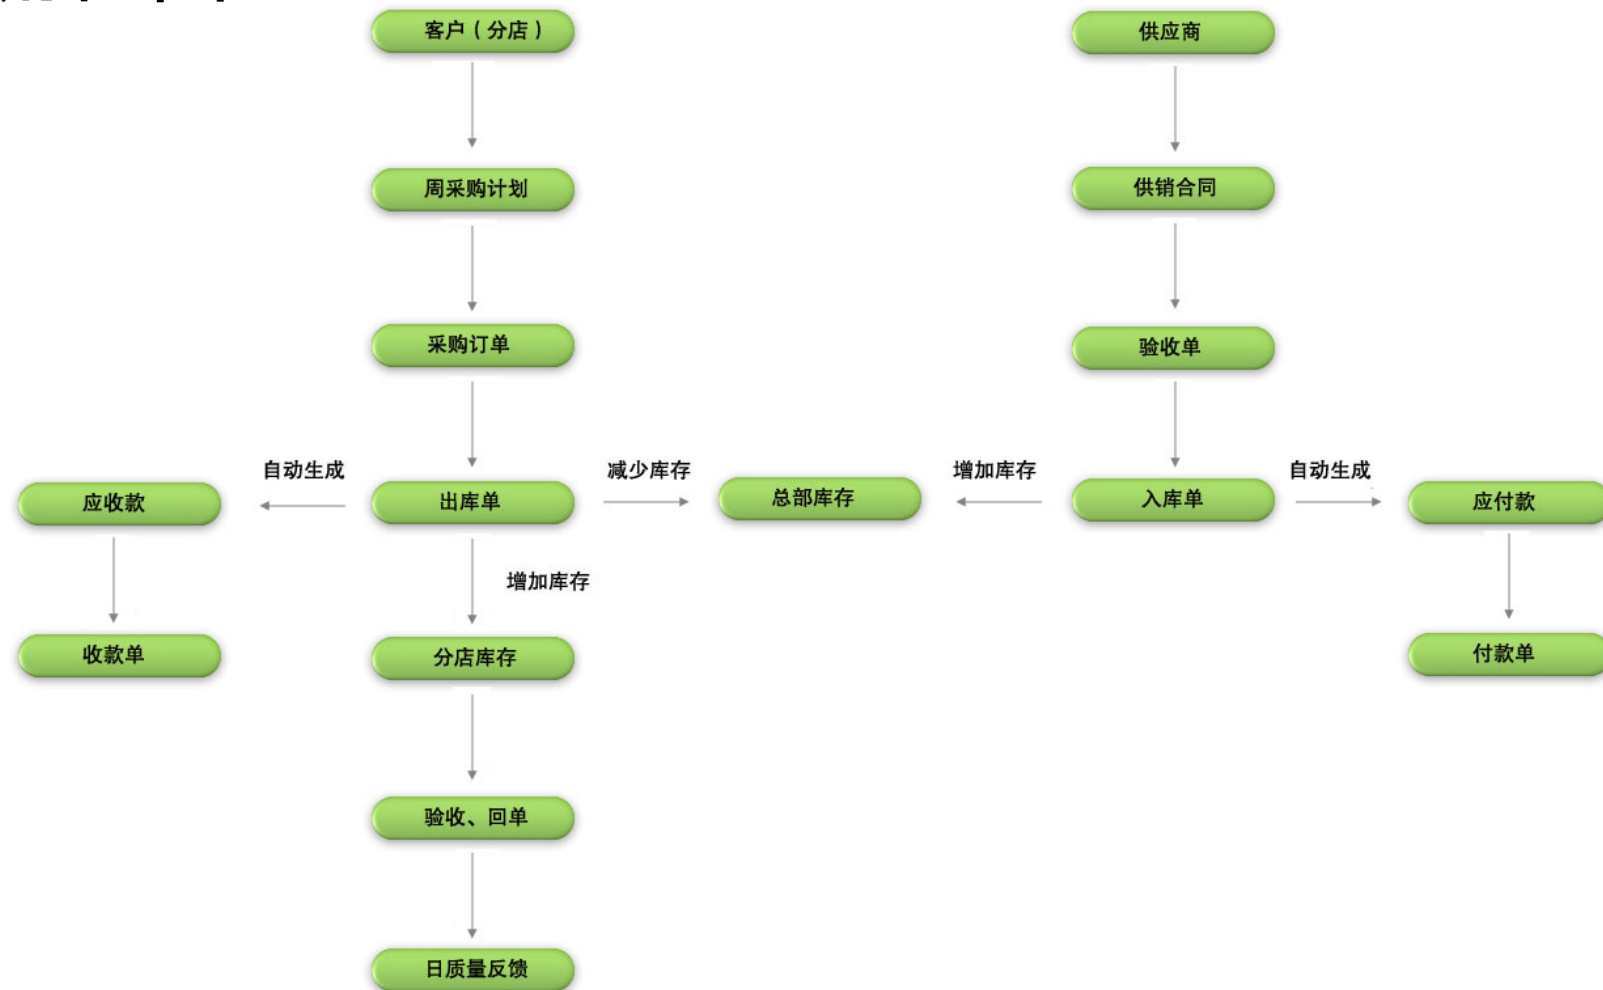 客户（分店）
供应商
周采购计划
供销合同
采购订单
验收单
自动生成
减少库存
增加库存
自动生成
应收款
出库单
总部库存
入库单
应付款
增加库存
收款单
分店库存
付款单
验收、回单
日质量反馈